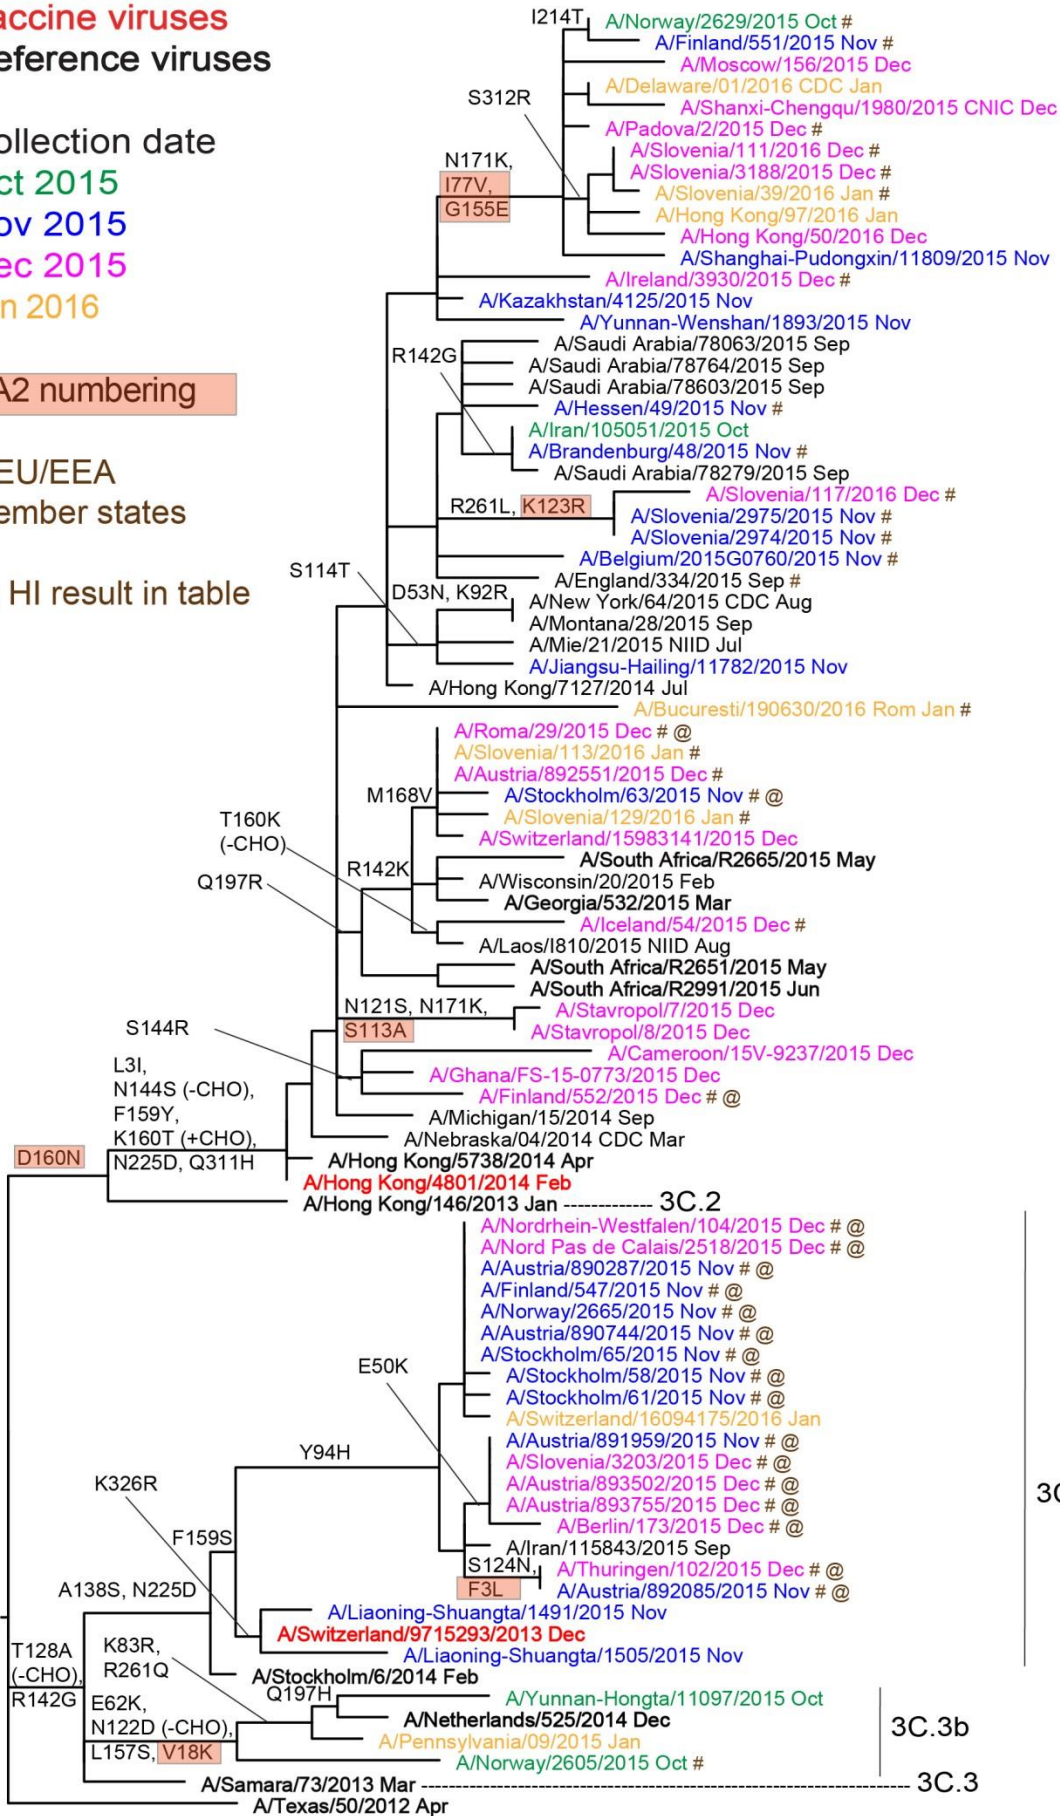 accine viruses
eference viruses
ollection date
ct 2015
ov 2015
ec 2015
n 2016
A2 numbering
EU/EEA
ember states
HI result in table
I214T
A/Norway/2629/2015 Oct #
A/Finland/551/2015 Nov #
A/Moscow/156/2015 Dec
A/Delaware/01/2016 CDC Jan
S312R
A/Shanxi-Chengqu/1980/2015 CNIC Dec
A/Padova/2/2015 Dec #
A/Slovenia/111/2016 Dec #
N171K,
I77V,
G155E
A/Slovenia/3188/2015 Dec #
A/Slovenia/39/2016 Jan #
A/Hong Kong/97/2016 Jan
A/Hong Kong/50/2016 Dec
A/Shanghai-Pudongxin/11809/2015 Nov
A/Ireland/3930/2015 Dec #
A/Kazakhstan/4125/2015 Nov
A/Yunnan-Wenshan/1893/2015 Nov
A/Saudi Arabia/78063/2015 Sep
R142G
A/Saudi Arabia/78764/2015 Sep
A/Saudi Arabia/78603/2015 Sep
A/Hessen/49/2015 Nov #
A/Iran/105051/2015 Oct
A/Brandenburg/48/2015 Nov #
A/Saudi Arabia/78279/2015 Sep
A/Slovenia/117/2016 Dec #
R261L, K123R
A/Slovenia/2975/2015 Nov #
A/Slovenia/2974/2015 Nov #
A/Belgium/2015G0760/2015 Nov #
S114T
A/England/334/2015 Sep #
D53N, K92R
A/New York/64/2015 CDC Aug
A/Montana/28/2015 Sep
A/Mie/21/2015 NIID Jul
A/Jiangsu-Hailing/11782/2015 Nov
A/Hong Kong/7127/2014 Jul
A/Bucuresti/190630/2016 Rom Jan #
A/Roma/29/2015 Dec # @
A/Slovenia/113/2016 Jan #
A/Austria/892551/2015 Dec #
M168V
A/Stockholm/63/2015 Nov # @
A/Slovenia/129/2016 Jan #
T160K
(-CHO)
A/Switzerland/15983141/2015 Dec
A/South Africa/R2665/2015 May
R142K
Q197R
A/Wisconsin/20/2015 Feb
A/Georgia/532/2015 Mar
A/Iceland/54/2015 Dec #
A/Laos/I810/2015 NIID Aug
A/South Africa/R2651/2015 May
A/South Africa/R2991/2015 Jun
N121S, N171K,
S113A
A/Stavropol/7/2015 Dec
A/Stavropol/8/2015 Dec
S144R
A/Cameroon/15V-9237/2015 Dec
A/Ghana/FS-15-0773/2015 Dec
A/Finland/552/2015 Dec # @
L3I,
N144S (-CHO),
F159Y,
K160T (+CHO),
N225D, Q311H
A/Michigan/15/2014 Sep
A/Nebraska/04/2014 CDC Mar
D160N
A/Hong Kong/5738/2014 Apr
A/Hong Kong/4801/2014 Feb
A/Hong Kong/146/2013 Jan ------------- 3C.2
A/Nordrhein-Westfalen/104/2015 Dec # @
A/Nord Pas de Calais/2518/2015 Dec # @
A/Austria/890287/2015 Nov # @
A/Finland/547/2015 Nov # @
A/Norway/2665/2015 Nov # @
A/Austria/890744/2015 Nov # @
A/Stockholm/65/2015 Nov # @
E50K
A/Stockholm/58/2015 Nov # @
A/Stockholm/61/2015 Nov # @
A/Switzerland/16094175/2016 Jan
A/Austria/891959/2015 Nov # @
Y94H
A/Slovenia/3203/2015 Dec # @
A/Austria/893502/2015 Dec # @
K326R
3C
A/Austria/893755/2015 Dec # @
A/Berlin/173/2015 Dec # @
F159S
A/Iran/115843/2015 Sep
S124N,
F3L
A/Thuringen/102/2015 Dec # @
A138S, N225D
A/Austria/892085/2015 Nov # @
A/Liaoning-Shuangta/1491/2015 Nov
A/Switzerland/9715293/2013 Dec
A/Liaoning-Shuangta/1505/2015 Nov
T128A
(-CHO),
R142G
K83R,
R261Q
A/Stockholm/6/2014 Feb
Q197H
A/Yunnan-Hongta/11097/2015 Oct
E62K,
N122D (-CHO),
L157S, V18K
A/Netherlands/525/2014 Dec
3C.3b
A/Pennsylvania/09/2015 Jan
A/Norway/2605/2015 Oct #
A/Samara/73/2013 Mar ---------------------------------------- 3C.3
A/Texas/50/2012 Apr